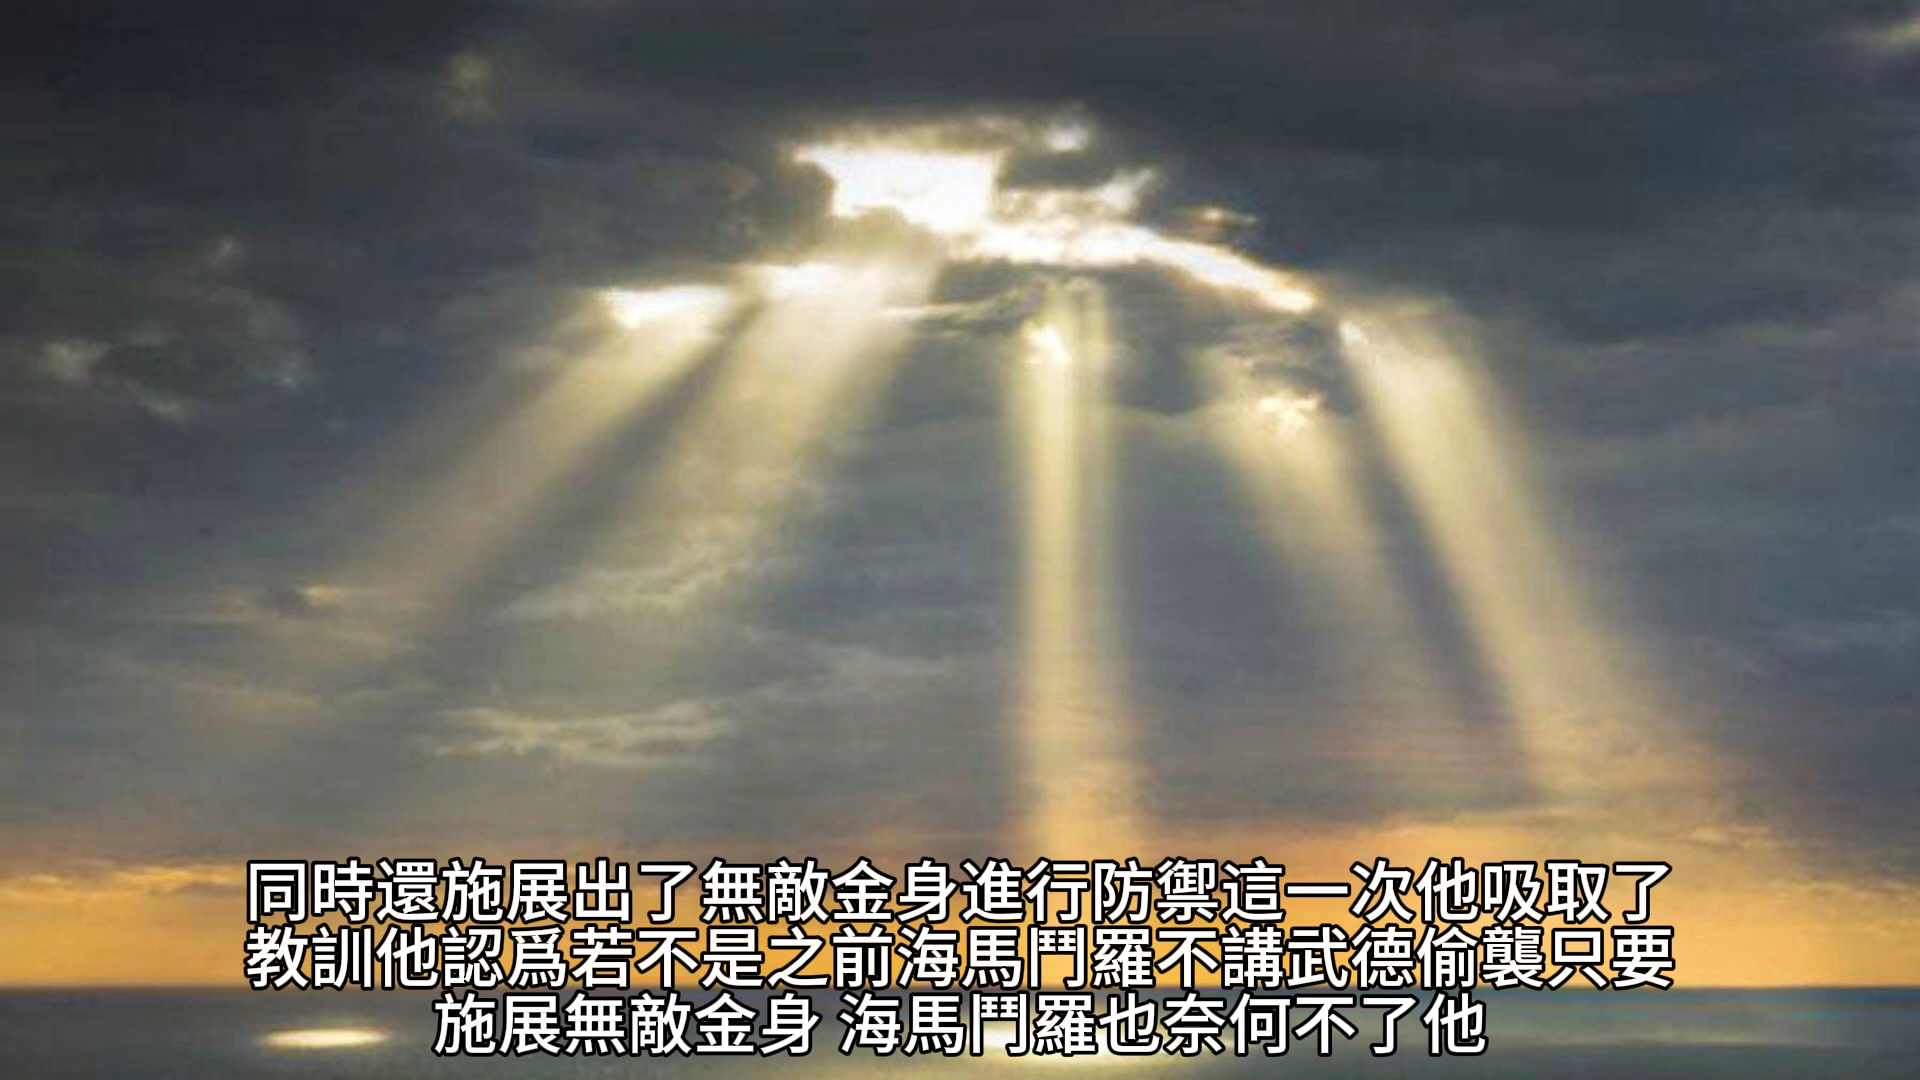 同時還施展出了無敵金身進行防禦這一次他吸取了
教訓他認爲若不是之前海馬鬥羅不講武德偷襲只要
施展無敵金身 海馬鬥羅也奈何不了他